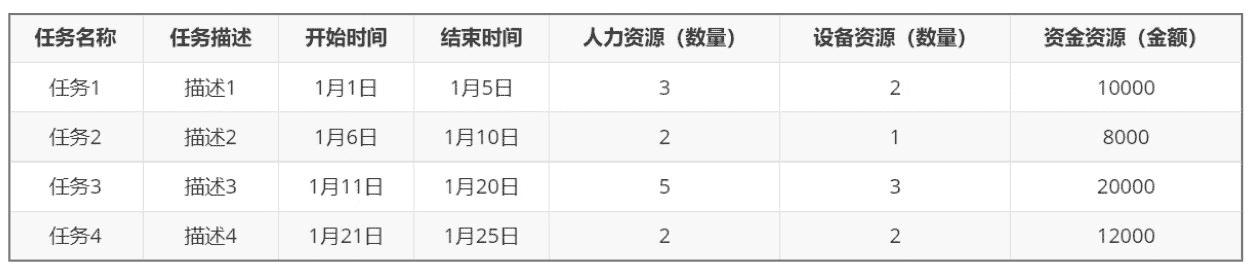 任务名称 任务描述 开始时间 结束时间 人力资源（数量） 设备资源（数量） 资金资源（金额）
任务1 描述1 1月1日 1月5日 3 2 10000
任务2 描述2 1月6日 1月10日 2 1 8000
任务3 描述3 1月11日 1月20日 5 3 20000
任务4 描述4 1月21日 1月25日 2 2 12000